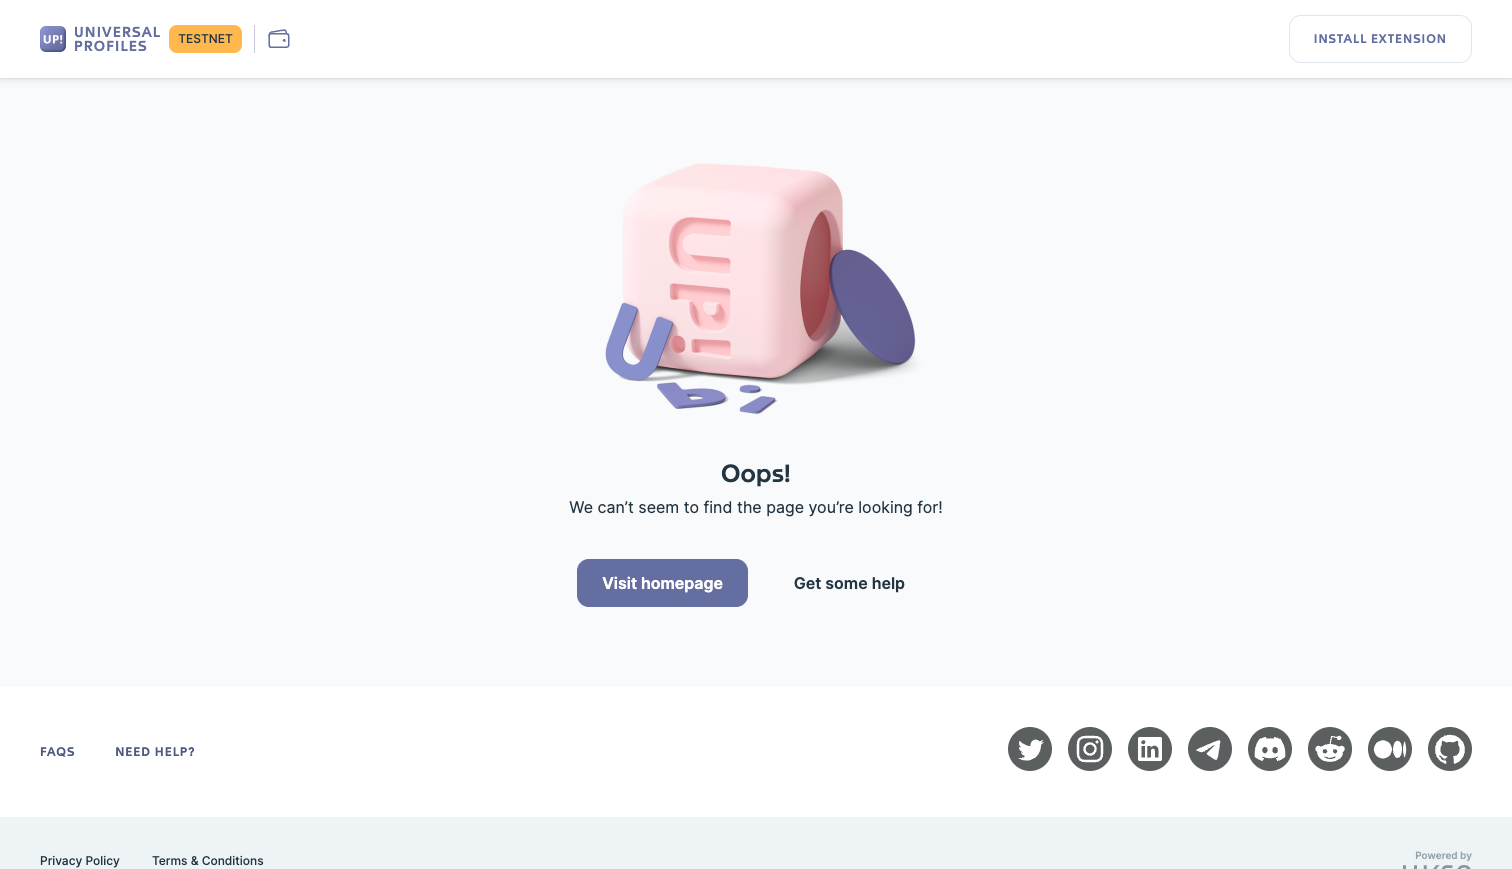 UP!
UNIVERSAL
PROFILES
TESTNET
INSTALL EXTENSION
UP!
UP!
Oops!
We can’t seem to find the page you’re looking for!
Visit homepage
Get some help
FAQS
NEED HELP?
Privacy Policy
Terms & Conditions
Powered by